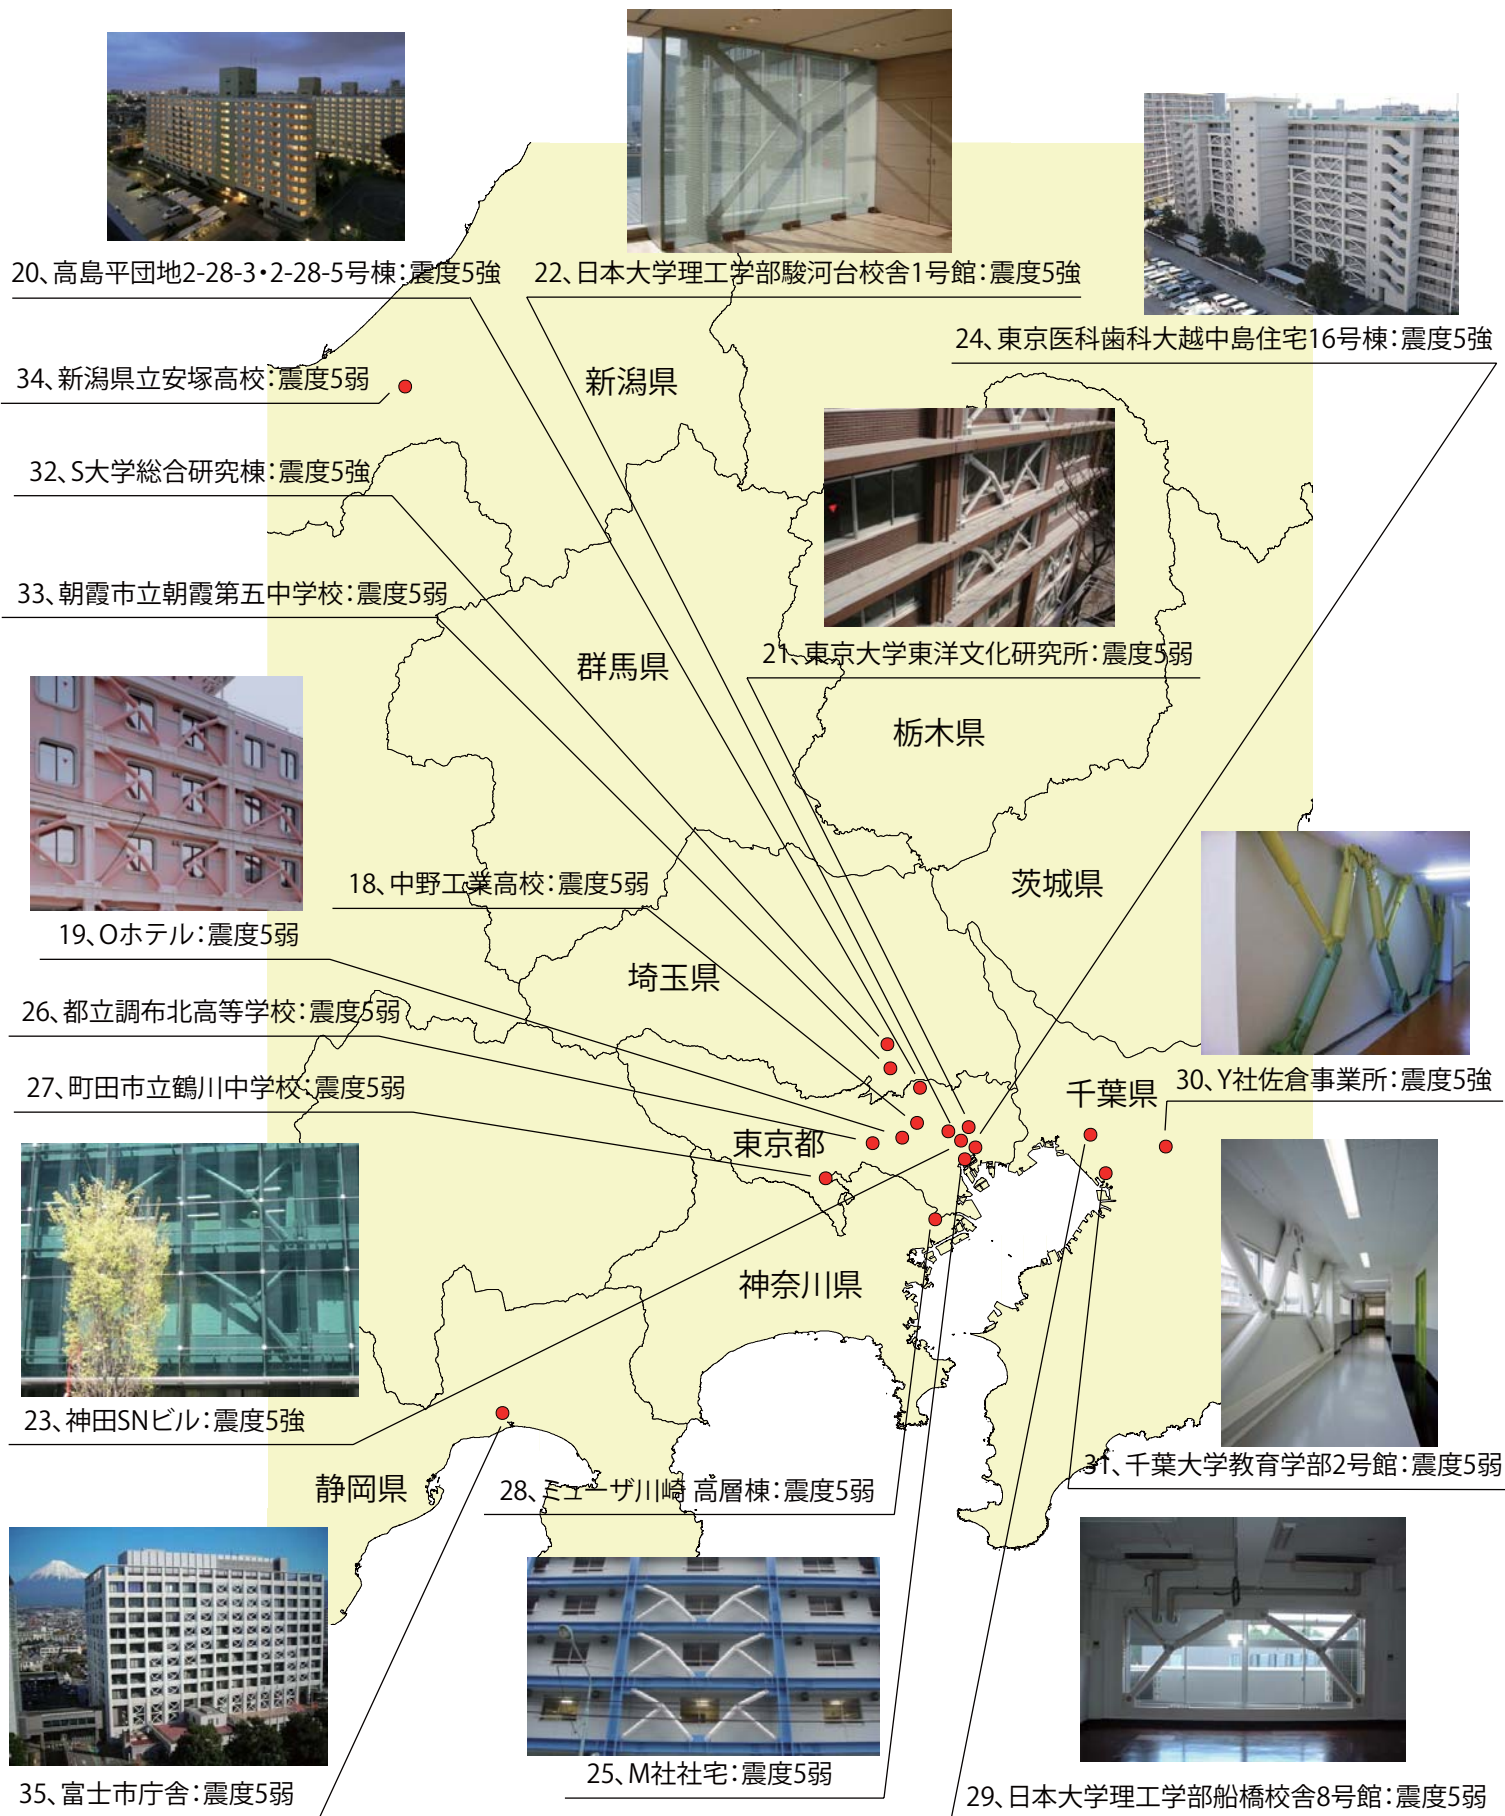 20、高島平団地2-28-3・2-28-5号棟：震度5強
22、日本大学理工学部駿河台校舎1号館：震度5強
24、東京医科歯科大越中島住宅16号棟：震度5強
34、新潟県立安塚高校：震度5弱
新潟県
32、S大学総合研究棟：震度5強
33、朝霞市立朝霞第五中学校：震度5弱
群馬県
21、東京大学東洋文化研究所：震度5弱
栃木県
18、中野工業高校：震度5弱
茨城県
19、Oホテル：震度5弱
埼玉県
26、都立調布北高等学校：震度5弱
27、町田市立鶴川中学校：震度5弱
千葉県
30、Y社佐倉事業所：震度5強
東京都
神奈川県
23、神田SNビル：震度5強
静岡県
28、ミューザ川崎 高層棟：震度5弱
31、千葉大学教育学部2号館：震度5弱
25、M社社宅：震度5弱
35、富士市庁舎：震度5弱
29、日本大学理工学部船橋校舎8号館：震度5弱